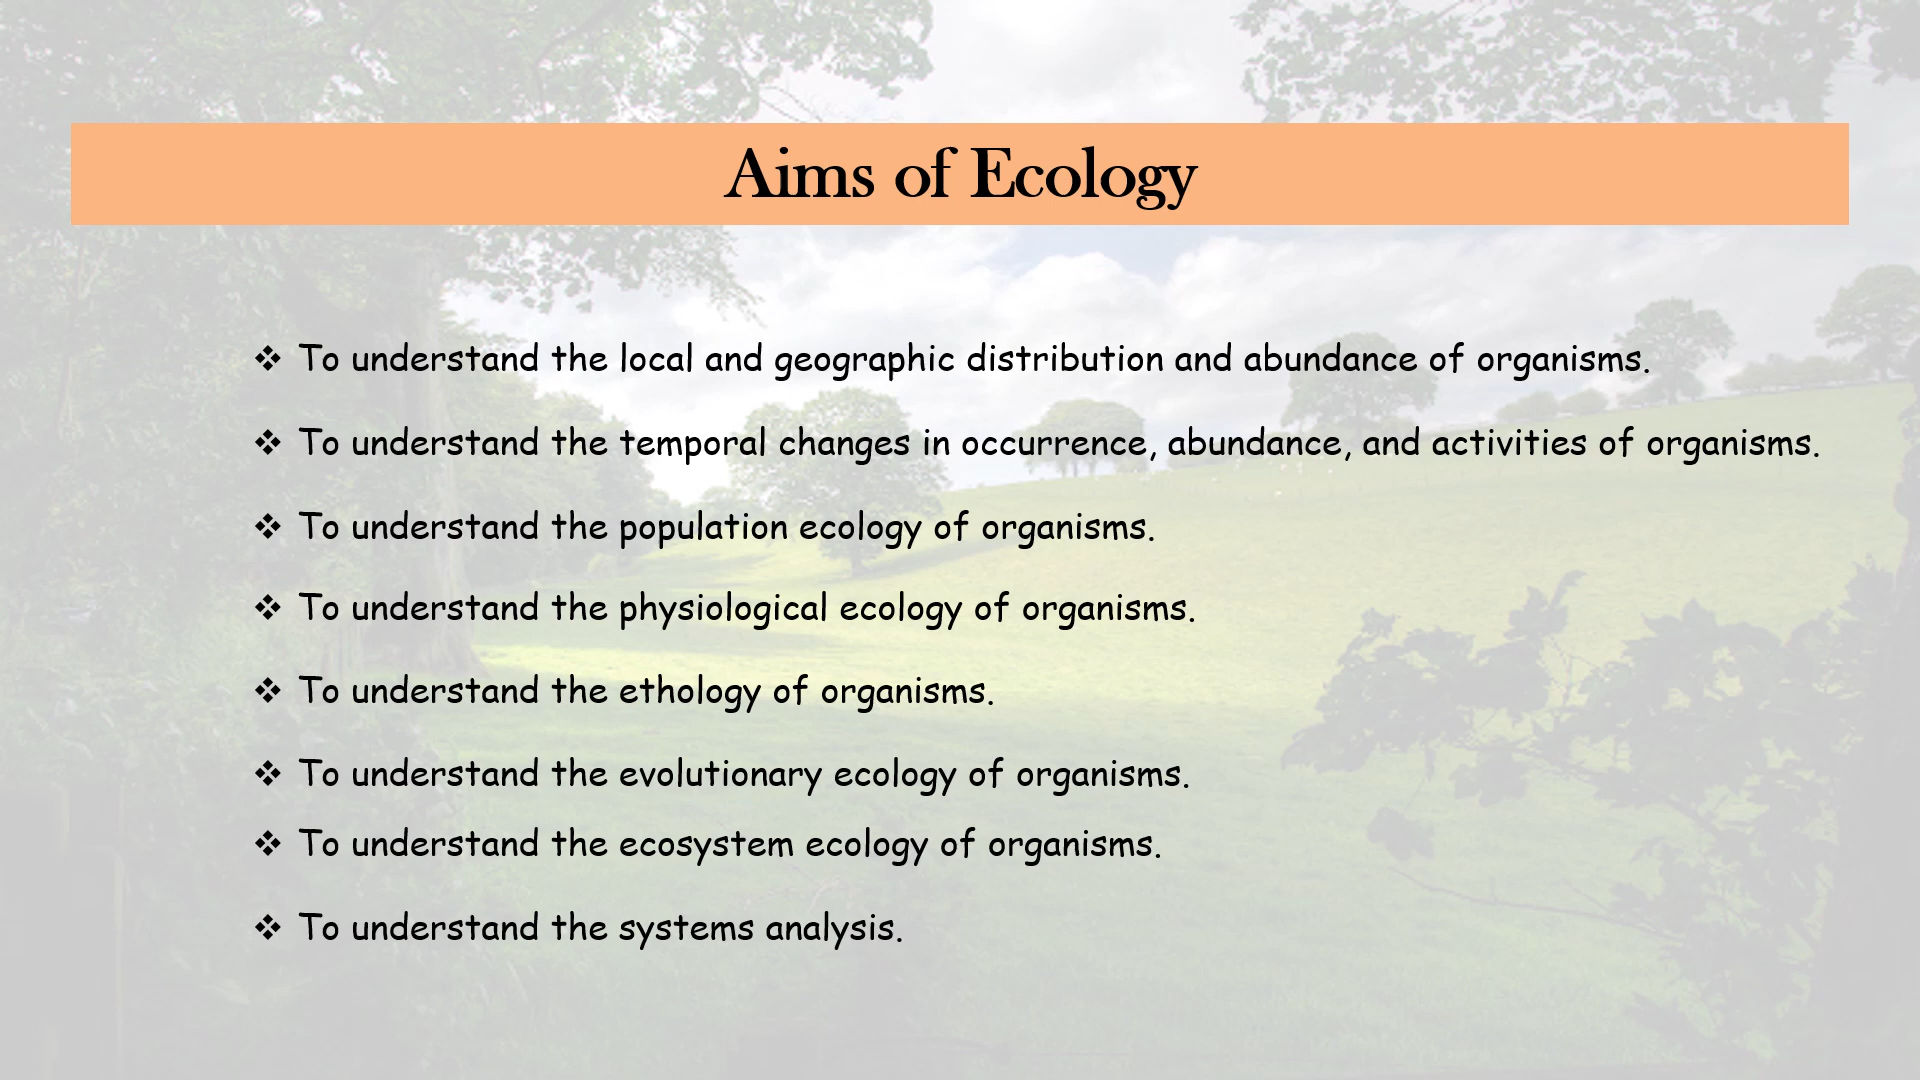 Aims of Ecology
❖ To understand the local and geographic distribution and abundance of organisms.
❖ To understand the temporal changes in occurrence, abundance, and activities of organisms.
❖ To understand the population ecology of organisms.
❖ To understand the physiological ecology of organisms.
❖ To understand the ethology of organisms.
❖ To understand the evolutionary ecology of organisms.
❖ To understand the ecosystem ecology of organisms.
❖ To understand the systems analysis.